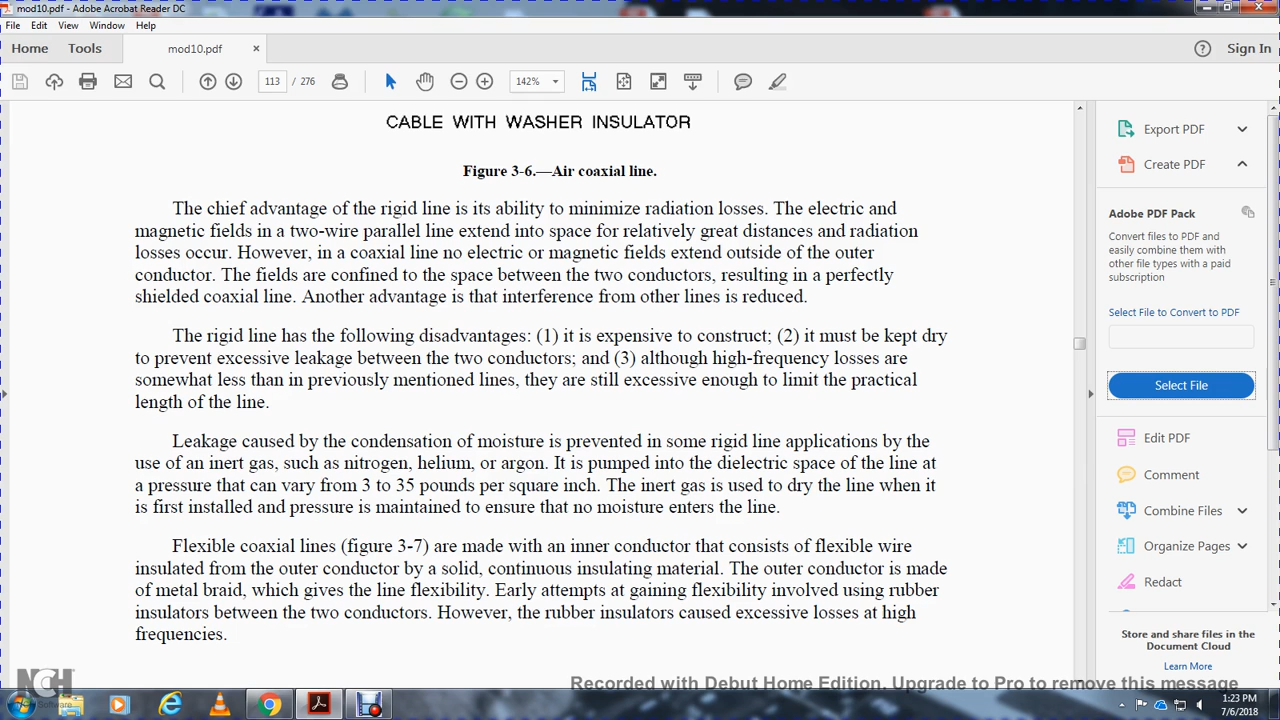 mod10.pdf - Adobe Acrobat Reader DC
File Edit View Window Help
Home Tools mod10.pdf × Sign In
113 / 276 142%
CABLE WITH WASHER INSULATOR
Figure 3-6.—Air coaxial line.
The chief advantage of the rigid line is its ability to minimize radiation losses. The electric and
magnetic fields in a two-wire parallel line extend into space for relatively great distances and radiation
losses occur. However, in a coaxial line no electric or magnetic fields extend outside of the outer
conductor. The fields are confined to the space between the two conductors, resulting in a perfectly
shielded coaxial line. Another advantage is that interference from other lines is reduced.
The rigid line has the following disadvantages: (1) it is expensive to construct; (2) it must be kept dry
to prevent excessive leakage between the two conductors; and (3) although high-frequency losses are
somewhat less than in previously mentioned lines, they are still excessive enough to limit the practical
length of the line.
Leakage caused by the condensation of moisture is prevented in some rigid line applications by the
use of an inert gas, such as nitrogen, helium, or argon. It is pumped into the dielectric space of the line at
a pressure that can vary from 3 to 35 pounds per square inch. The inert gas is used to dry the line when it
is first installed and pressure is maintained to ensure that no moisture enters the line.
Flexible coaxial lines (figure 3-7) are made with an inner conductor that consists of flexible wire
insulated from the outer conductor by a solid, continuous insulating material. The outer conductor is made
of metal braid, which gives the line flexibility. Early attempts at gaining flexibility involved using rubber
insulators between the two conductors. However, the rubber insulators caused excessive losses at high
frequencies.
Export PDF
Create PDF
Adobe PDF Pack
Convert files to PDF and
easily combine them with
other file types with a paid
subscription
Select File to Convert to PDF
Select File
Edit PDF
Comment
Combine Files
Organize Pages
Redact
Store and share files in the
Document Cloud
Learn More
NCH
Software
Recorded with Debut Home Edition. Upgrade to Pro to remove this message
1:23 PM
7/6/2018